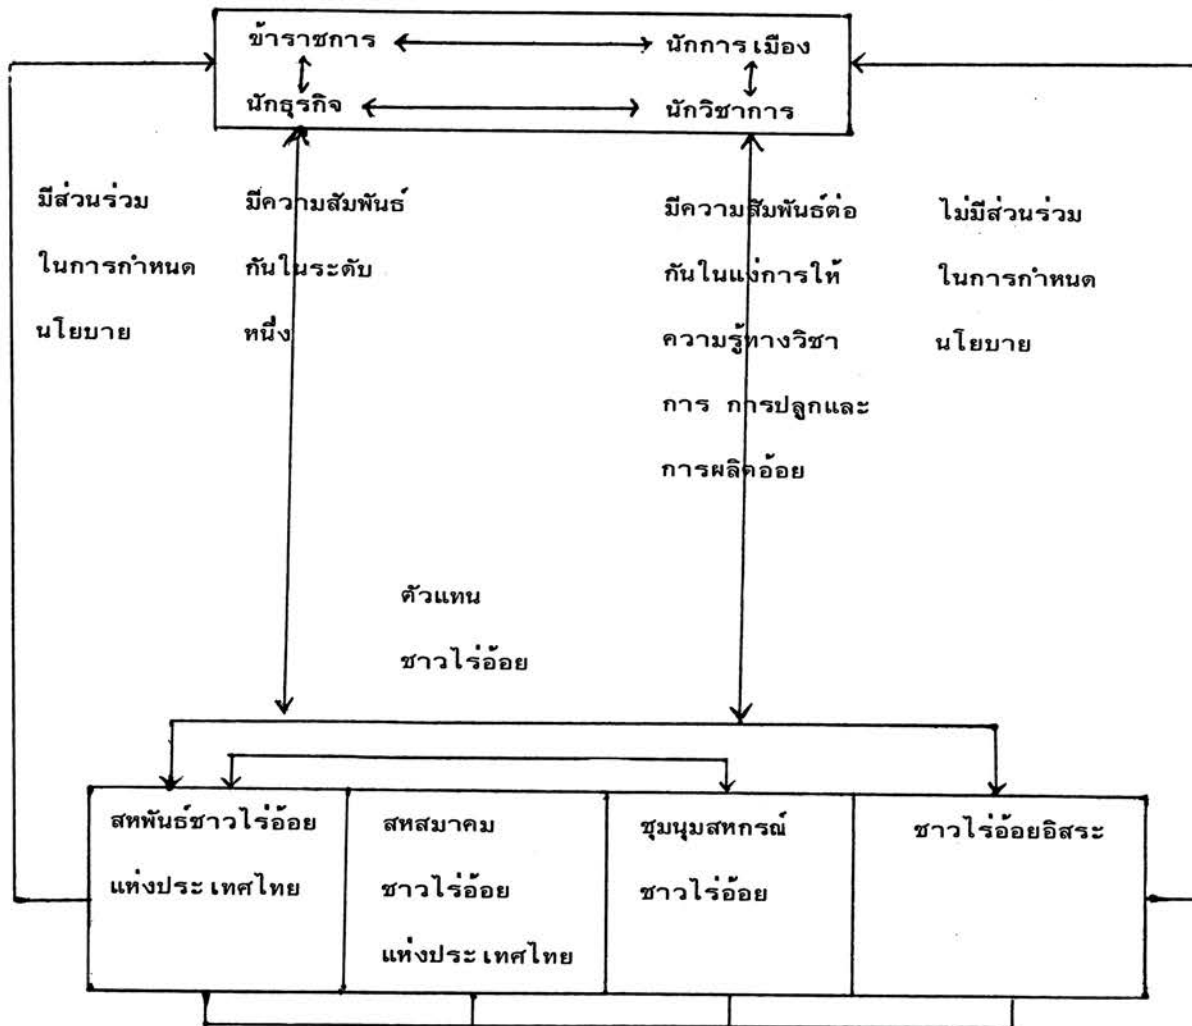 ข้าราชการ
นักการเมือง
นักธุรกิจ
นักวิชาการ
มีส่วนร่วม
ในการกำหนด
นโยบาย
มีความสัมพันธ์
กันในระดับ
หนึ่ง
มีความสัมพันธ์ต่อ
กันในแง่การให้
ความรู้ทางวิชา
การ การปลูกและ
การผลิตอ้อย
ไม่มีส่วนร่วม
ในการกำหนด
นโยบาย
ตัวแทน
ชาวไร่อ้อย
สหพันธ์ชาวไร่อ้อย
แห่งประเทศไทย
สหสมาคม
ชาวไร่อ้อย
แห่งประเทศไทย
ชุมนุมสหกรณ์
ชาวไร่อ้อย
ชาวไร่อ้อยอิสระ